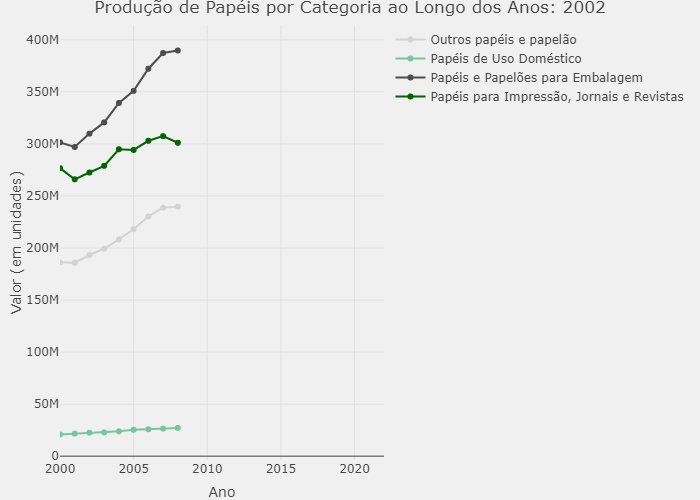 Produção de Papéis por Categoria ao Longo dos Anos: 2002
Outros papéis e papelão
Papéis de Uso Doméstico
Papéis e Papelões para Embalagem
Papéis para Impressão, Jornais e Revistas
Valor (em unidades)
400M
350M
300M
250M
200M
150M
100M
50M
0
2000
2005
2010
2015
2020
Ano